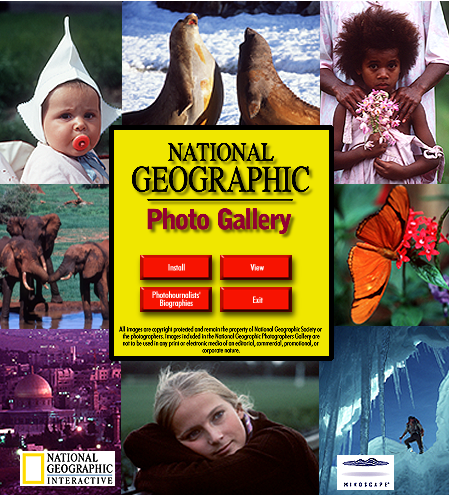 NATIONAL
GEOGRAPHIC
Photo Gallery
Install
View
Photohournalists'
Biographies
Exit
All images are copyright protected and remain the property of National Geographic Society or
the photographers. Images included in the National Geographic Photographers Gallery are
not to be used in any print or electronic media of an editorial, commercial, promotional, or
corporate nature.
NATIONAL
GEOGRAPHIC
INTERACTIVE
MINDSCAPE